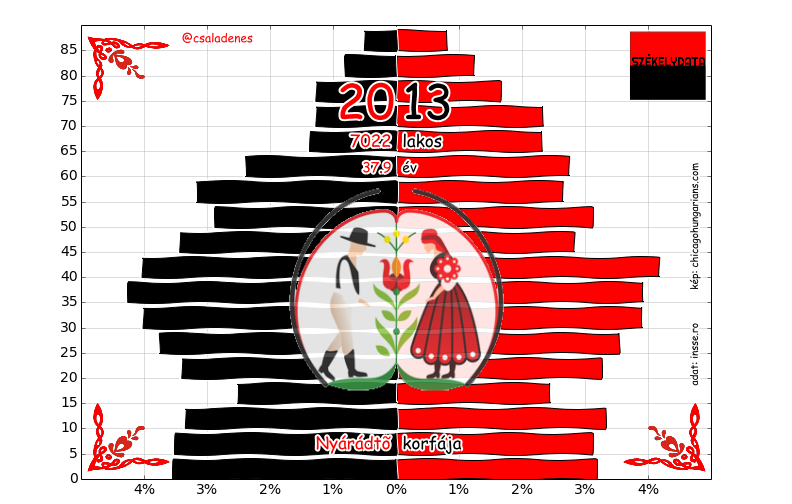 @csaladenes
SZÉKELYDATA
2013
7022 lakos
37.9 év
kép: chicagohungarians.com
adat: insse.ro
Nyárádtő korfája
85
80
75
70
65
60
55
50
45
40
35
30
25
20
15
10
5
0
4% 3% 2% 1% 0% 1% 2% 3% 4%